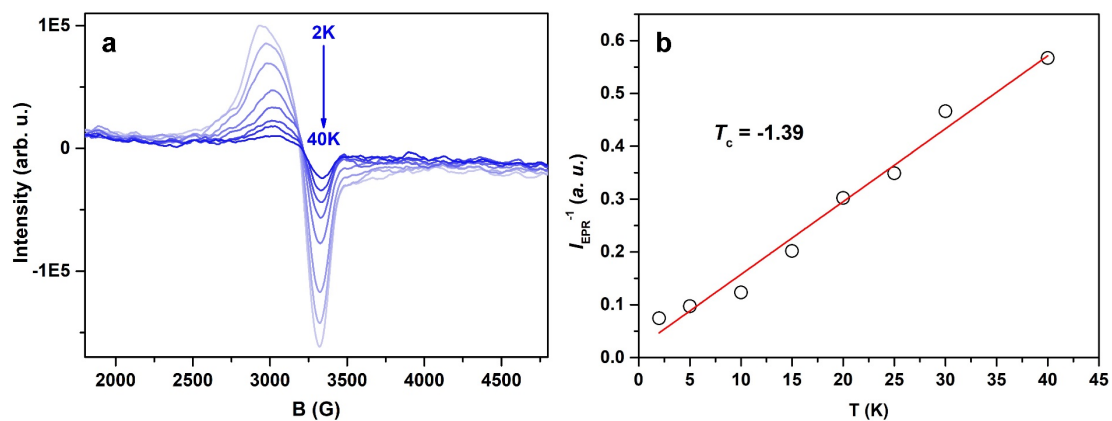 a
2K
40K
1E5
0
-1E5
Intensity (arb. u.)
2000 2500 3000 3500 4000 4500
B (G)
b
T_c = -1.39
0.6
0.5
0.4
0.3
0.2
0.1
0.0
I_EPR^-1 (a. u.)
0 5 10 15 20 25 30 35 40 45
T (K)